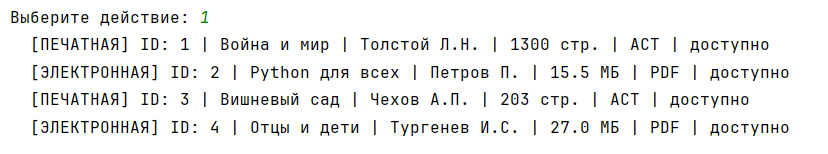 Выберите действие: 1
[ПЕЧАТНАЯ] ID: 1 | Война и мир | Толстой Л.Н. | 1300 стр. | АСТ | доступно
[ЭЛЕКТРОННАЯ] ID: 2 | Python для всех | Петров П. | 15.5 МБ | PDF | доступно
[ПЕЧАТНАЯ] ID: 3 | Вишневый сад | Чехов А.П. | 203 стр. | АСТ | доступно
[ЭЛЕКТРОННАЯ] ID: 4 | Отцы и дети | Тургенев И.С. | 27.0 МБ | PDF | доступно